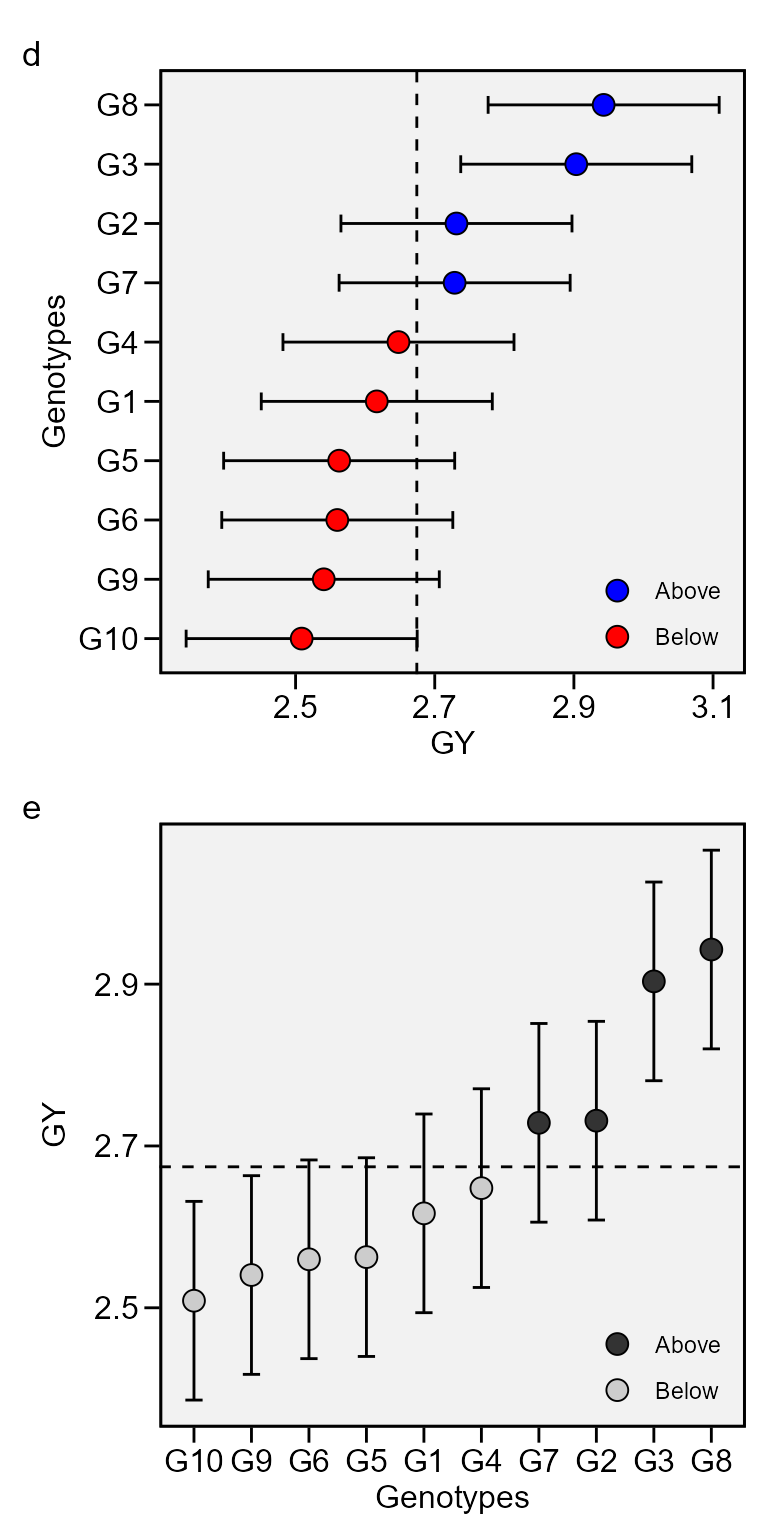 d
G8
G3
G2
G7
G4
G1
G5
G6
G9
G10
Genotypes
Above
Below
2.5 2.7 2.9 3.1
GY
e
2.9
2.7
2.5
GY
Above
Below
G10 G9 G6 G5 G1 G4 G7 G2 G3 G8
Genotypes